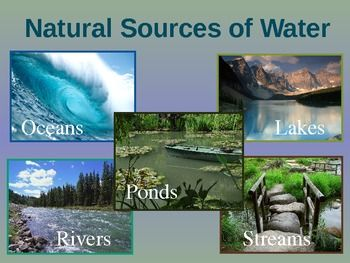 Natural Sources of Water
Oceans
Lakes
Ponds
Rivers
Streams